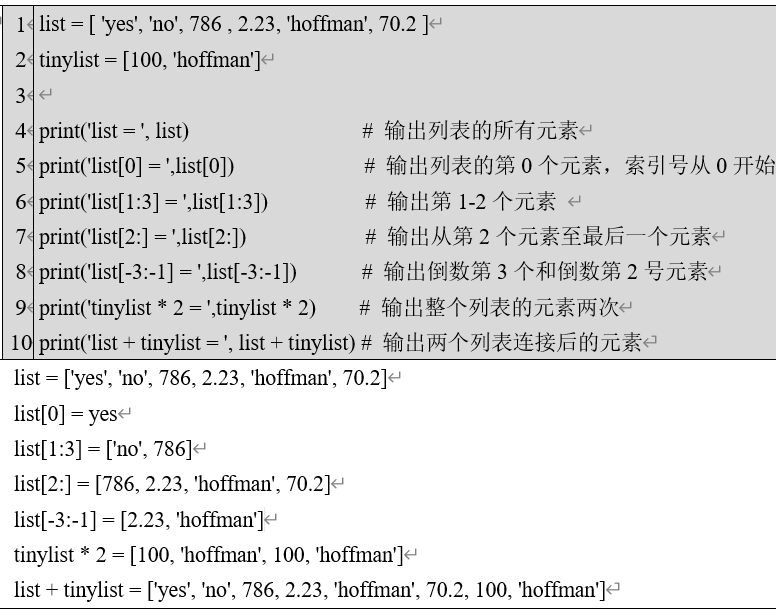 1 list = [ 'yes', 'no', 786 , 2.23, 'hoffman', 70.2 ]
2 tinylist = [100, 'hoffman']
3
4 print('list = ', list) # 输出列表的所有元素
5 print('list[0] = ',list[0]) # 输出列表的第 0 个元素，索引号从 0 开始
6 print('list[1:3] = ',list[1:3]) # 输出第 1-2 个元素
7 print('list[2:] = ',list[2:]) # 输出从第 2 个元素至最后一个元素
8 print('list[-3:-1] = ',list[-3:-1]) # 输出倒数第 3 个和倒数第 2 号元素
9 print('tinylist * 2 = ',tinylist * 2) # 输出整个列表的元素两次
10 print('list + tinylist = ', list + tinylist) # 输出两个列表连接后的元素
list = ['yes', 'no', 786, 2.23, 'hoffman', 70.2]
list[0] = yes
list[1:3] = ['no', 786]
list[2:] = [786, 2.23, 'hoffman', 70.2]
list[-3:-1] = [2.23, 'hoffman']
tinylist * 2 = [100, 'hoffman', 100, 'hoffman']
list + tinylist = ['yes', 'no', 786, 2.23, 'hoffman', 70.2, 100, 'hoffman']